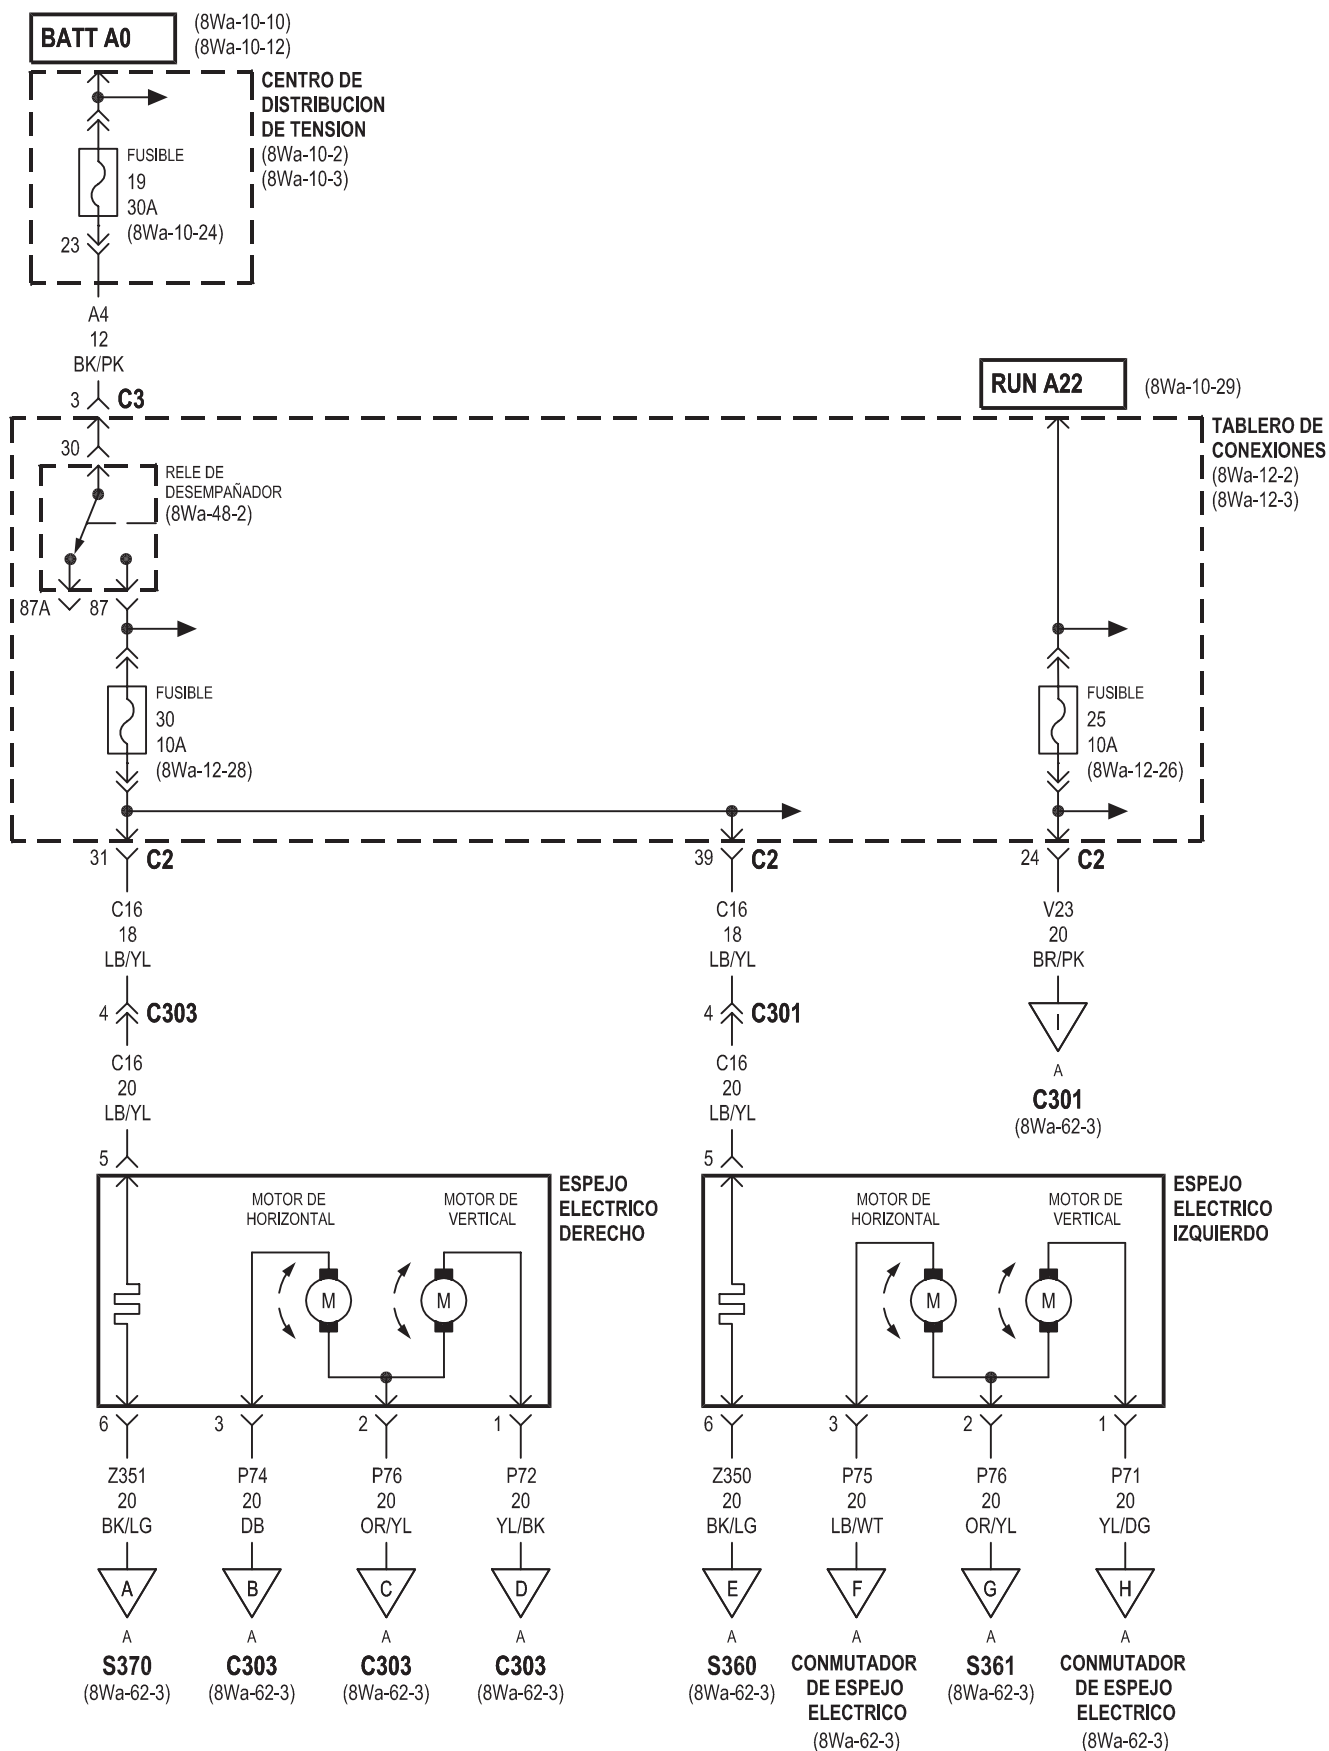 BATT A0
(8Wa-10-10)
(8Wa-10-12)
CENTRO DE
DISTRIBUCION
DE TENSION
(8Wa-10-2)
(8Wa-10-3)
FUSIBLE
19
30A
(8Wa-10-24)
23
A4
12
BK/PK
3 C3
RUN A22
(8Wa-10-29)
TABLERO DE
CONEXIONES
(8Wa-12-2)
(8Wa-12-3)
30
RELE DE
DESEMPAÑADOR
(8Wa-48-2)
87A 87
FUSIBLE
30
10A
(8Wa-12-28)
FUSIBLE
25
10A
(8Wa-12-26)
31 C2
39 C2
24 C2
C16
18
LB/YL
C16
18
LB/YL
V23
20
BR/PK
4 C303
4 C301
I
A
C301
(8Wa-62-3)
C16
20
LB/YL
C16
20
LB/YL
5
5
ESPEJO
ELECTRICO
DERECHO
MOTOR DE
HORIZONTAL
MOTOR DE
VERTICAL
M M
ESPEJO
ELECTRICO
IZQUIERDO
MOTOR DE
HORIZONTAL
MOTOR DE
VERTICAL
M M
6 3 2 1
6 3 2 1
Z351
20
BK/LG
A
A
S370
(8Wa-62-3)
P74
20
DB
B
A
C303
(8Wa-62-3)
P76
20
OR/YL
C
A
C303
(8Wa-62-3)
P72
20
YL/BK
D
A
C303
(8Wa-62-3)
Z350
20
BK/LG
E
A
S360
(8Wa-62-3)
P75
20
LB/WT
F
A
CONMUTADOR
DE ESPEJO
ELECTRICO
(8Wa-62-3)
P76
20
OR/YL
G
A
S361
(8Wa-62-3)
P71
20
YL/DG
H
A
CONMUTADOR
DE ESPEJO
ELECTRICO
(8Wa-62-3)